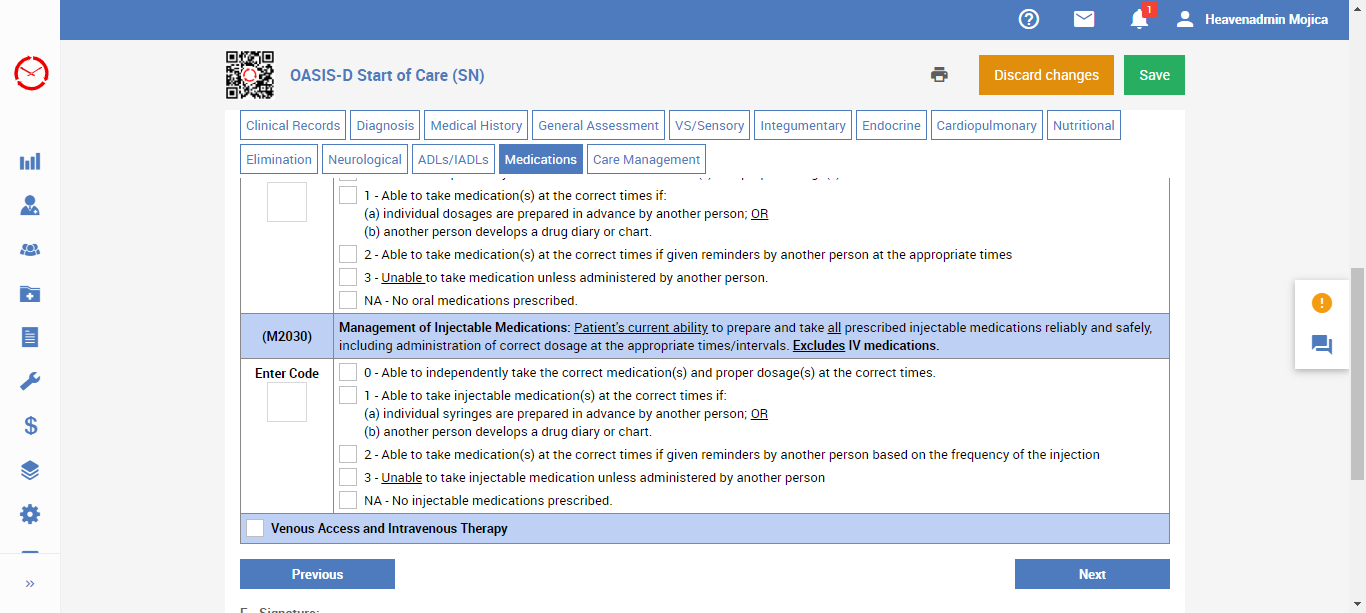 1
Heavenadmin Mojica
OASIS-D Start of Care (SN)
Discard changes
Save
Clinical Records
Diagnosis
Medical History
General Assessment
VS/Sensory
Integumentary
Endocrine
Cardiopulmonary
Nutritional
Elimination
Neurological
ADLs/IADLs
Medications
Care Management
1 - Able to take medication(s) at the correct times if:
(a) individual dosages are prepared in advance by another person; OR
(b) another person develops a drug diary or chart.
2 - Able to take medication(s) at the correct times if given reminders by another person at the appropriate times
3 - Unable to take medication unless administered by another person.
NA - No oral medications prescribed.
(M2030)
Management of Injectable Medications: Patient's current ability to prepare and take all prescribed injectable medications reliably and safely,
including administration of correct dosage at the appropriate times/intervals. Excludes IV medications.
Enter Code
0 - Able to independently take the correct medication(s) and proper dosage(s) at the correct times.
1 - Able to take injectable medication(s) at the correct times if:
(a) individual syringes are prepared in advance by another person; OR
(b) another person develops a drug diary or chart.
2 - Able to take medication(s) at the correct times if given reminders by another person based on the frequency of the injection
3 - Unable to take injectable medication unless administered by another person
NA - No injectable medications prescribed.
Venous Access and Intravenous Therapy
Previous
Next